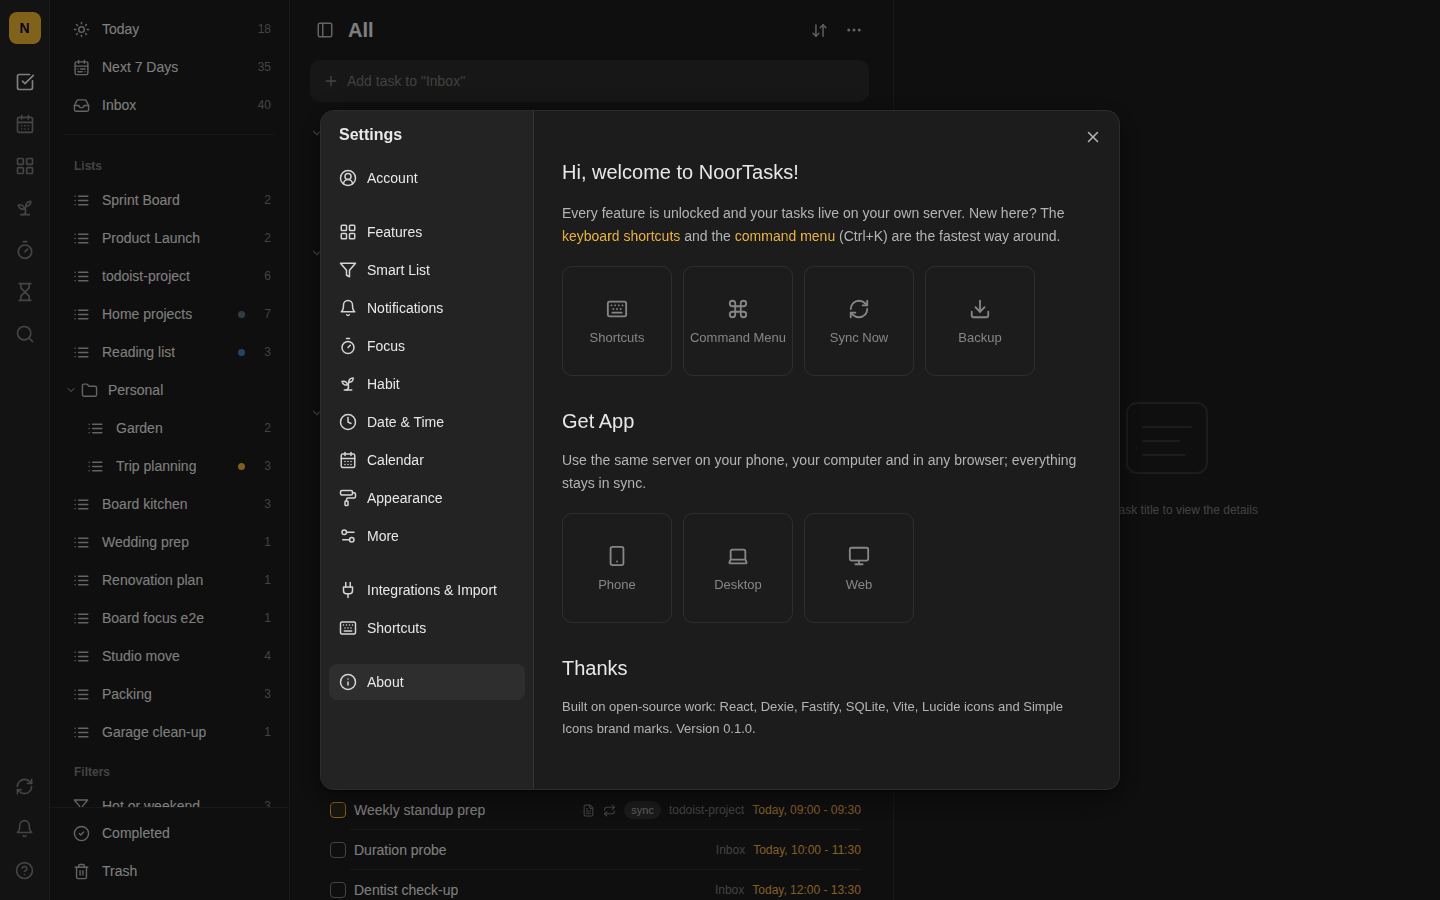 N
Today 18
Next 7 Days 35
Inbox 40
Lists
Sprint Board 2
Product Launch 2
todoist-project 6
Home projects 7
Reading list 3
Personal
Garden 2
Trip planning 3
Board kitchen 3
Wedding prep 1
Renovation plan 1
Board focus e2e 1
Studio move 4
Packing 3
Garage clean-up 1
Filters
Hot or weekend 3
Completed
Trash
All
Add task to "Inbox"
Settings
Account
Features
Smart List
Notifications
Focus
Habit
Date & Time
Calendar
Appearance
More
Integrations & Import
Shortcuts
About
Hi, welcome to NoorTasks!
Every feature is unlocked and your tasks live on your own server. New here? The
keyboard shortcuts and the command menu (Ctrl+K) are the fastest way around.
Shortcuts
Command Menu
Sync Now
Backup
Get App
Use the same server on your phone, your computer and in any browser; everything
stays in sync.
Phone
Desktop
Web
Thanks
Built on open-source work: React, Dexie, Fastify, SQLite, Vite, Lucide icons and Simple
Icons brand marks. Version 0.1.0.
title to view the details
Weekly standup prep sync todoist-project Today, 09:00 - 09:30
Duration probe Inbox Today, 10:00 - 11:30
Dentist check-up Inbox Today, 12:00 - 13:30